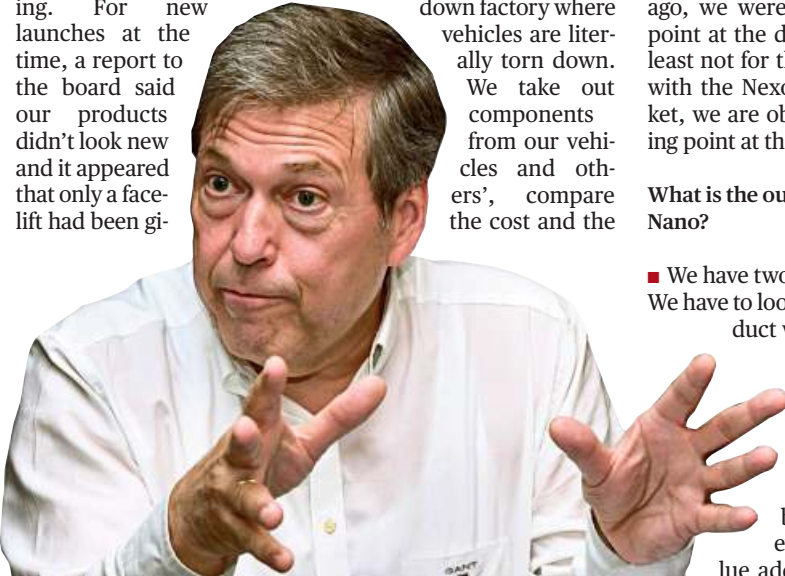 ing. For new
launches at the
time, a report to
the board said
our products
didn't look new
and it appeared
that only a face-
lift had been gi-
down factory where
vehicles are liter-
ally torn down.
We take out
components
from our vehi-
cles and oth-
ers', compare
the cost and the
ago, we were
point at the d
least not for th
with the Nexo
ket, we are ob
ing point at th
What is the ou
Nano?
■ We have two
We have to loo
duct v
b
e
lue add
GANT